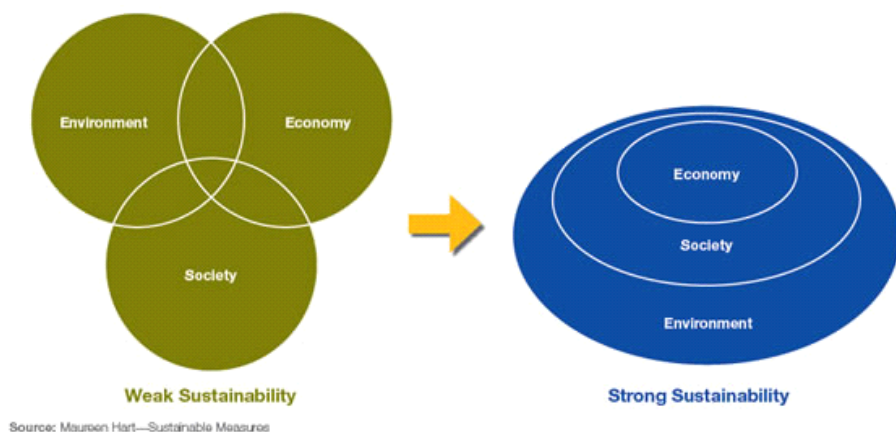 Environment
Economy
Society
Weak Sustainability
Economy
Society
Environment
Strong Sustainability
Source: Maureen Hart—Sustainable Measures